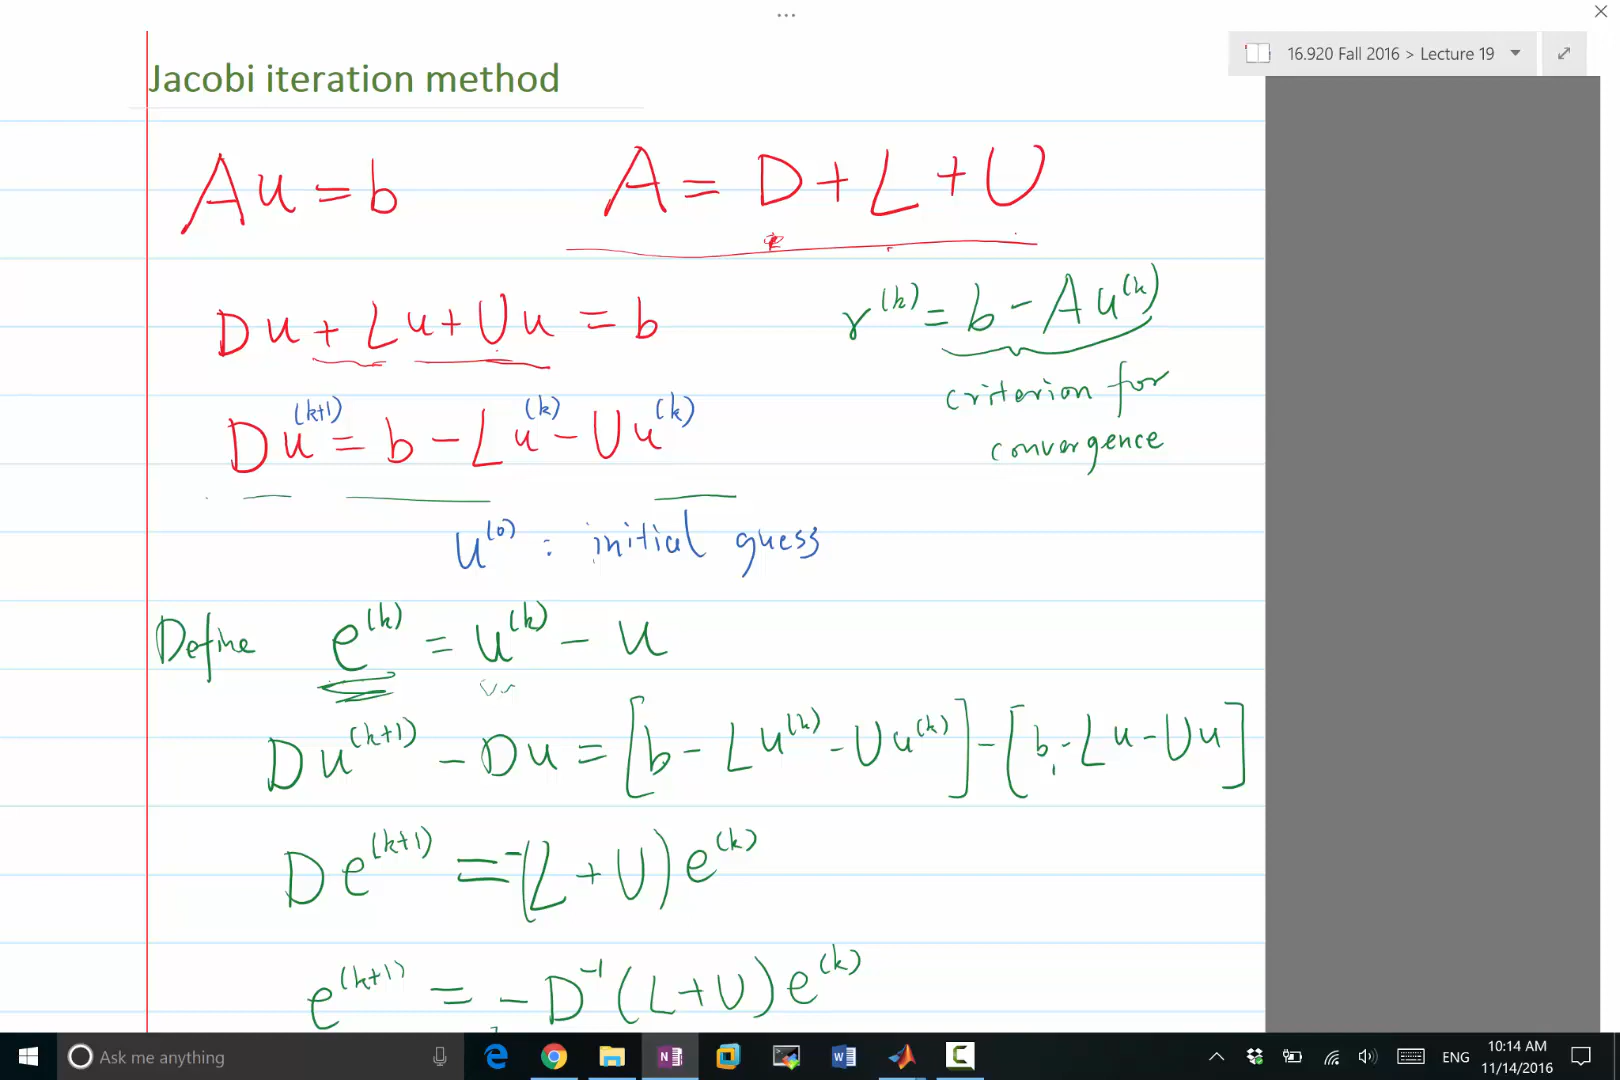 16.920 Fall 2016 > Lecture 19
Jacobi iteration method
Au = b    A = D + L + U
Du + Lu + Uu = b    r^(k) = b - Au^(k)
criterion for
convergence
Du^(k+1) = b - Lu^(k) - Uu^(k)
u^(0) : initial guess
Define e^(k) = u^(k) - u
Du^(k+1) - Du = [b - Lu^(k) - Uu^(k)] - [b - Lu - Uu]
De^(k+1) = -(L + U) e^(k)
e^(k+1) = -D^-1 (L+U) e^(k)
Ask me anything
ENG
10:14 AM
11/14/2016